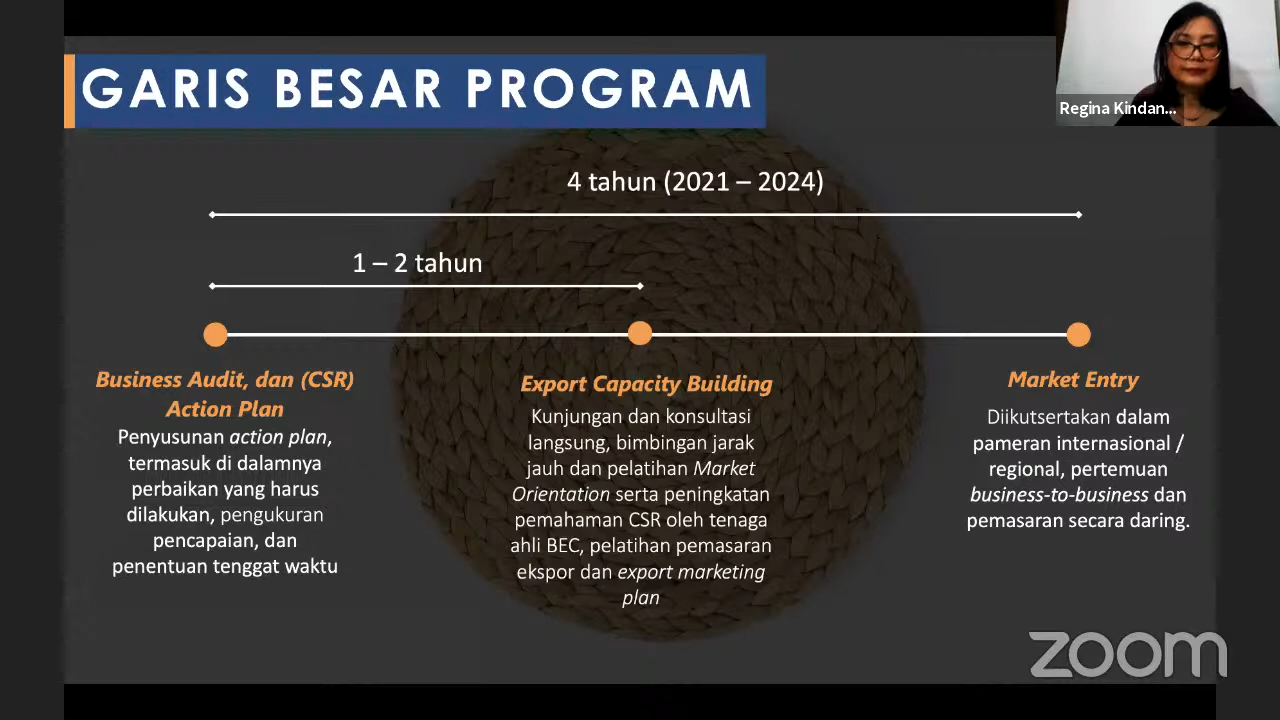 GARIS BESAR PROGRAM
Regina Kindan...
4 tahun (2021 – 2024)
1 – 2 tahun
Business Audit, dan (CSR)
Action Plan
Penyusunan action plan,
termasuk di dalamnya
perbaikan yang harus
dilakukan, pengukuran
pencapaian, dan
penentuan tenggat waktu
Export Capacity Building
Kunjungan dan konsultasi
langsung, bimbingan jarak
jauh dan pelatihan Market
Orientation serta peningkatan
pemahaman CSR oleh tenaga
ahli BEC, pelatihan pemasaran
ekspor dan export marketing
plan
Market Entry
Diikutsertakan dalam
pameran internasional /
regional, pertemuan
business-to-business dan
pemasaran secara daring.
zoom